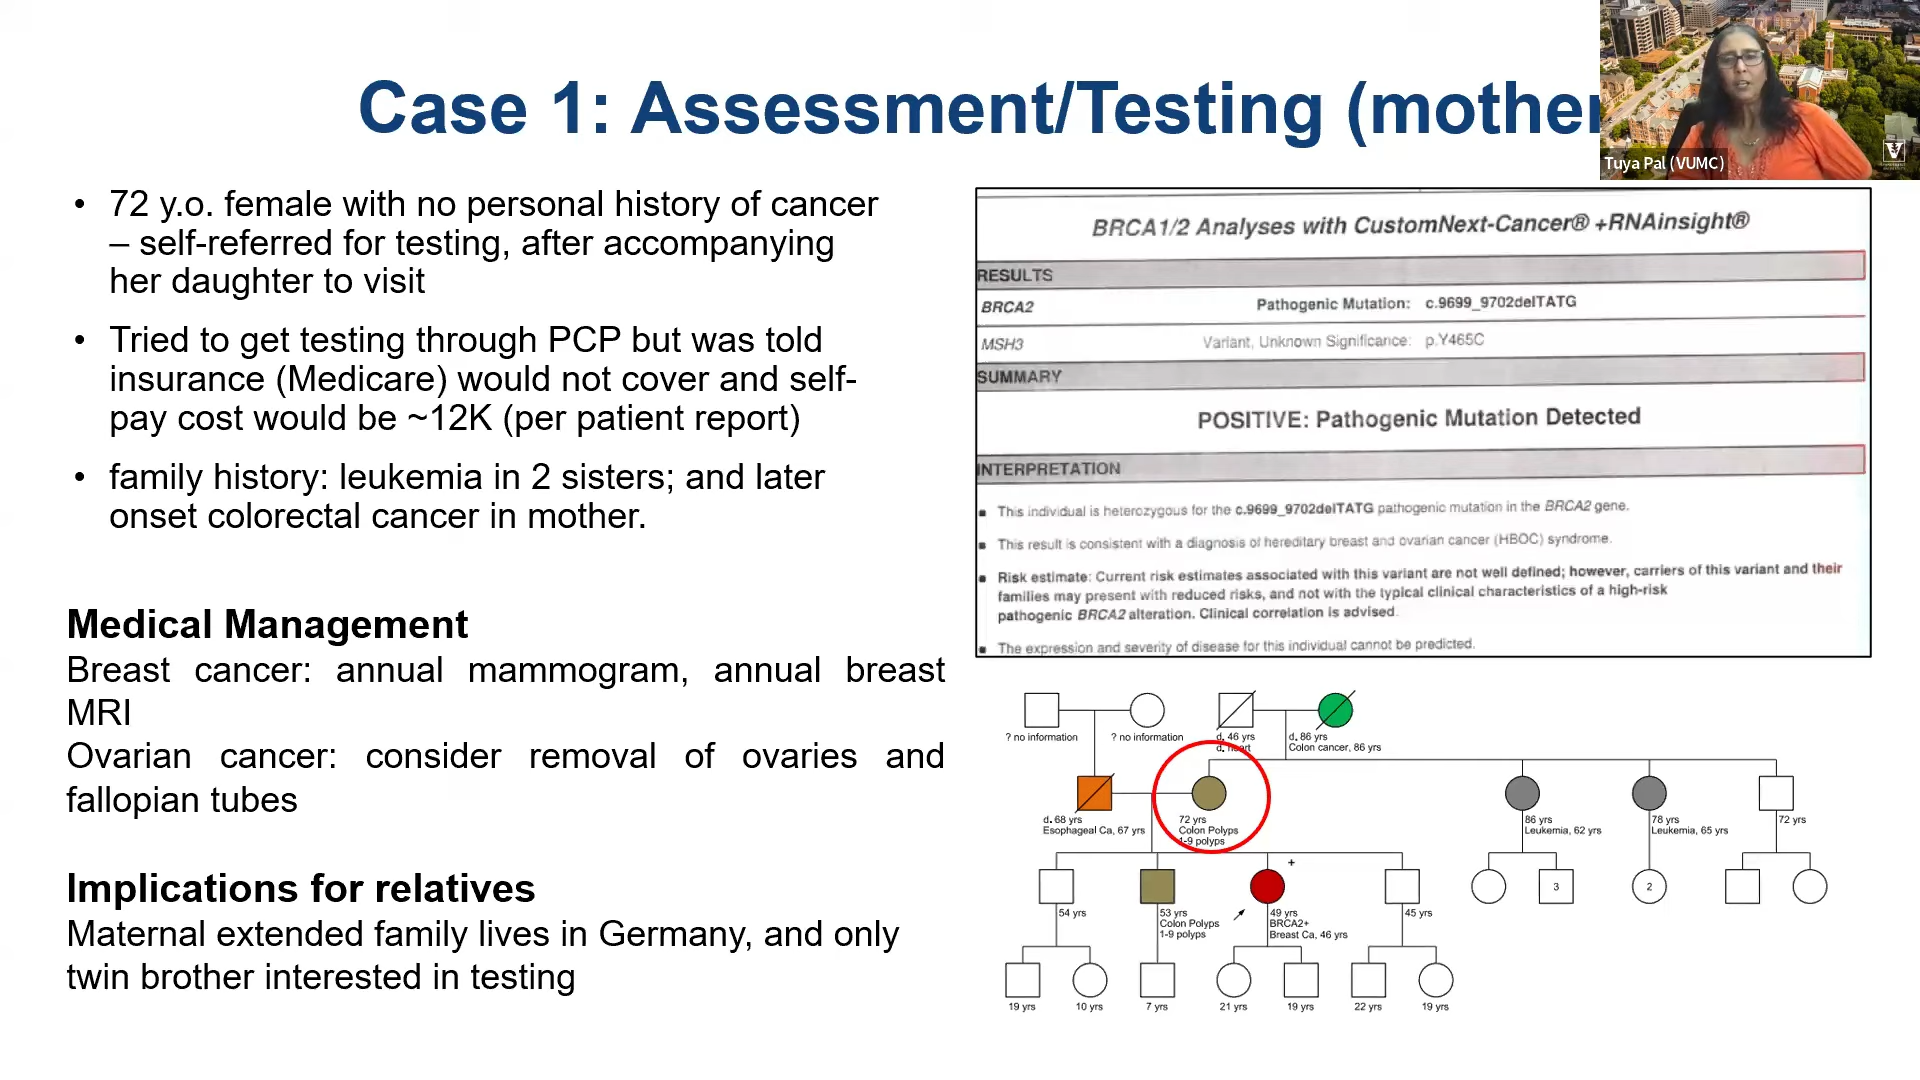 Case 1: Assessment/Testing (mother
Tuya Pal (VUMC)
• 72 y.o. female with no personal history of cancer
– self-referred for testing, after accompanying
her daughter to visit
• Tried to get testing through PCP but was told
insurance (Medicare) would not cover and self-
pay cost would be ~12K (per patient report)
• family history: leukemia in 2 sisters; and later
onset colorectal cancer in mother.
Medical Management
Breast cancer: annual mammogram, annual breast
MRI
Ovarian cancer: consider removal of ovaries and
fallopian tubes
Implications for relatives
Maternal extended family lives in Germany, and only
twin brother interested in testing
BRCA1/2 Analyses with CustomNext-Cancer® +RNAinsight®
RESULTS
BRCA2 Pathogenic Mutation: c.9699_9702delTATG
MSH3 Variant, Unknown Significance: p.Y465C
SUMMARY
POSITIVE: Pathogenic Mutation Detected
INTERPRETATION
▪ This individual is heterozygous for the c.9699_9702delTATG pathogenic mutation in the BRCA2 gene.
▪ This result is consistent with a diagnosis of hereditary breast and ovarian cancer (HBOC) syndrome.
▪ Risk estimate: Current risk estimates associated with this variant are not well defined; however, carriers of this variant and their
families may present with reduced risks, and not with the typical clinical characteristics of a high-risk
pathogenic BRCA2 alteration. Clinical correlation is advised.
▪ The expression and severity of disease for this individual cannot be predicted.
? no information ? no information d. 46 yrs d. 86 yrs
d. heart Colon cancer, 86 yrs
d. 68 yrs 72 yrs 86 yrs 78 yrs 72 yrs
Esophageal Ca, 67 yrs Colon Polyps Leukemia, 62 yrs Leukemia, 65 yrs
1-9 polyps
+
3 2
54 yrs 53 yrs 49 yrs 45 yrs
Colon Polyps BRCA2+
1-9 polyps Breast Ca, 46 yrs
19 yrs 10 yrs 7 yrs 21 yrs 19 yrs 22 yrs 19 yrs